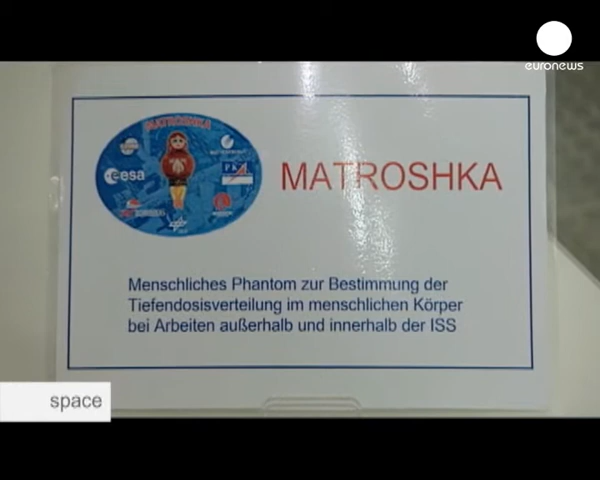 euronews
MATROSHKA
esa
MATROSHKA
Menschliches Phantom zur Bestimmung der
Tiefendosisverteilung im menschlichen Körper
bei Arbeiten außerhalb und innerhalb der ISS
space